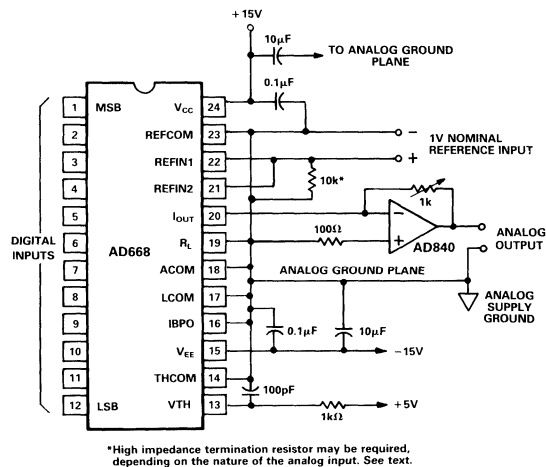 +15V
10μF
TO ANALOG GROUND
PLANE
0.1μF
1 MSB VCC 24
2 REFCOM 23
− 1V NOMINAL
REFERENCE INPUT
3 REFIN1 22
+
10k*
4 REFIN2 21
5 IOUT 20
1k
−
+
AD840
ANALOG
OUTPUT
DIGITAL
INPUTS
6 AD668 RL 19
100Ω
7 ACOM 18
ANALOG GROUND PLANE
8 LCOM 17
ANALOG
SUPPLY
GROUND
9 IBPO 16
0.1μF
10μF
10 VEE 15
−15V
11 THCOM 14
100pF
12 LSB VTH 13
1kΩ
+5V
*High impedance termination resistor may be required,
depending on the nature of the analog input. See text.